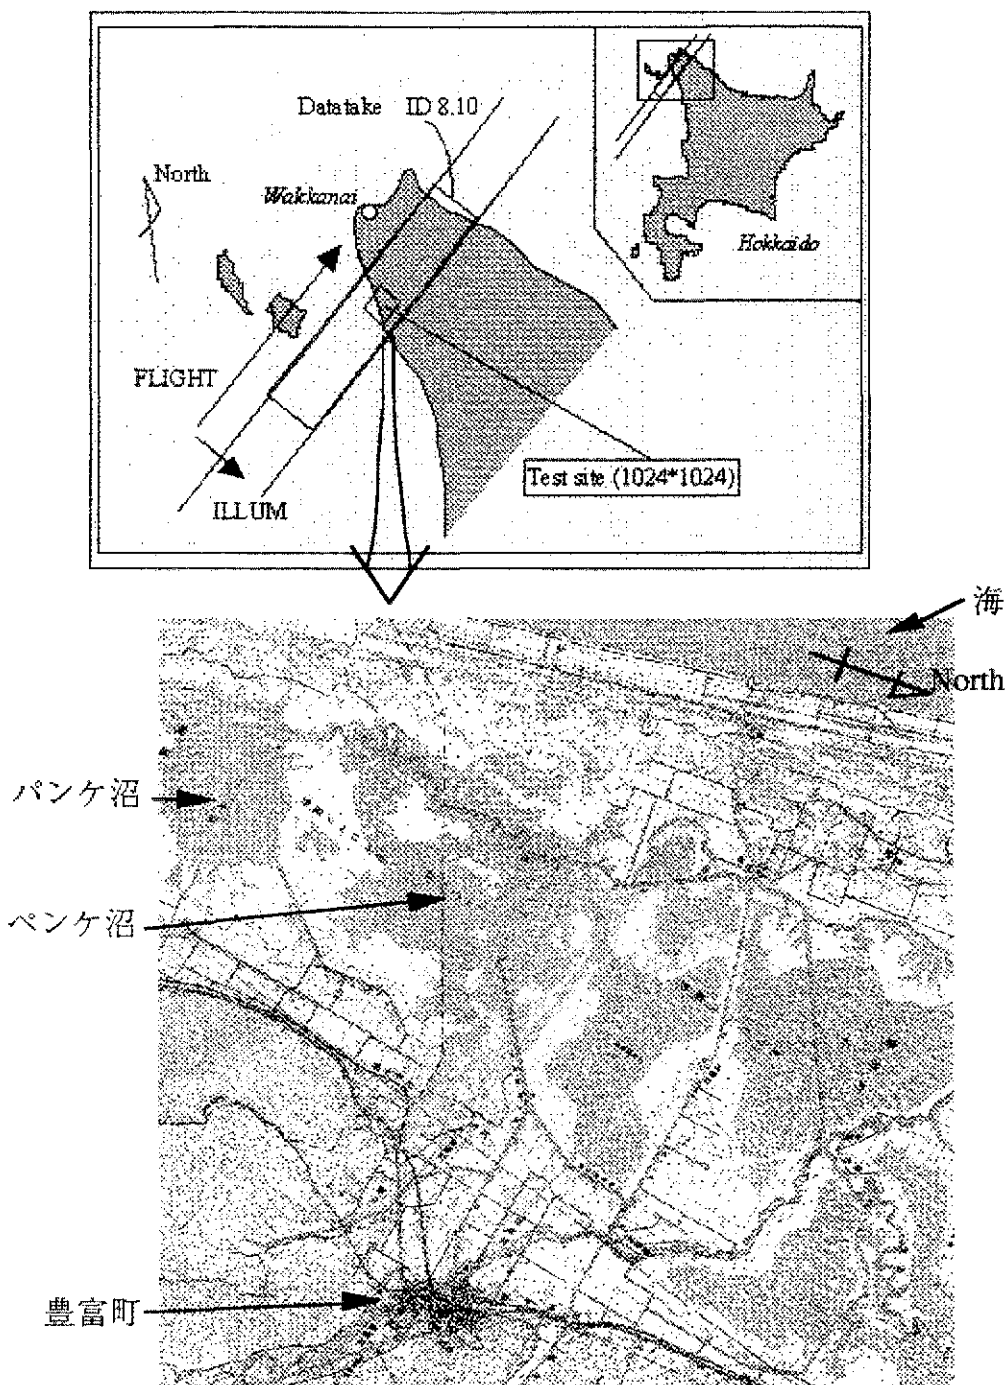 Datatake ID 8.10
North
Wakkanai
Hokkaido
FLIGHT
Test site (1024*1024)
ILLUM
海
North
パンケ沼
ペンケ沼
豊富町